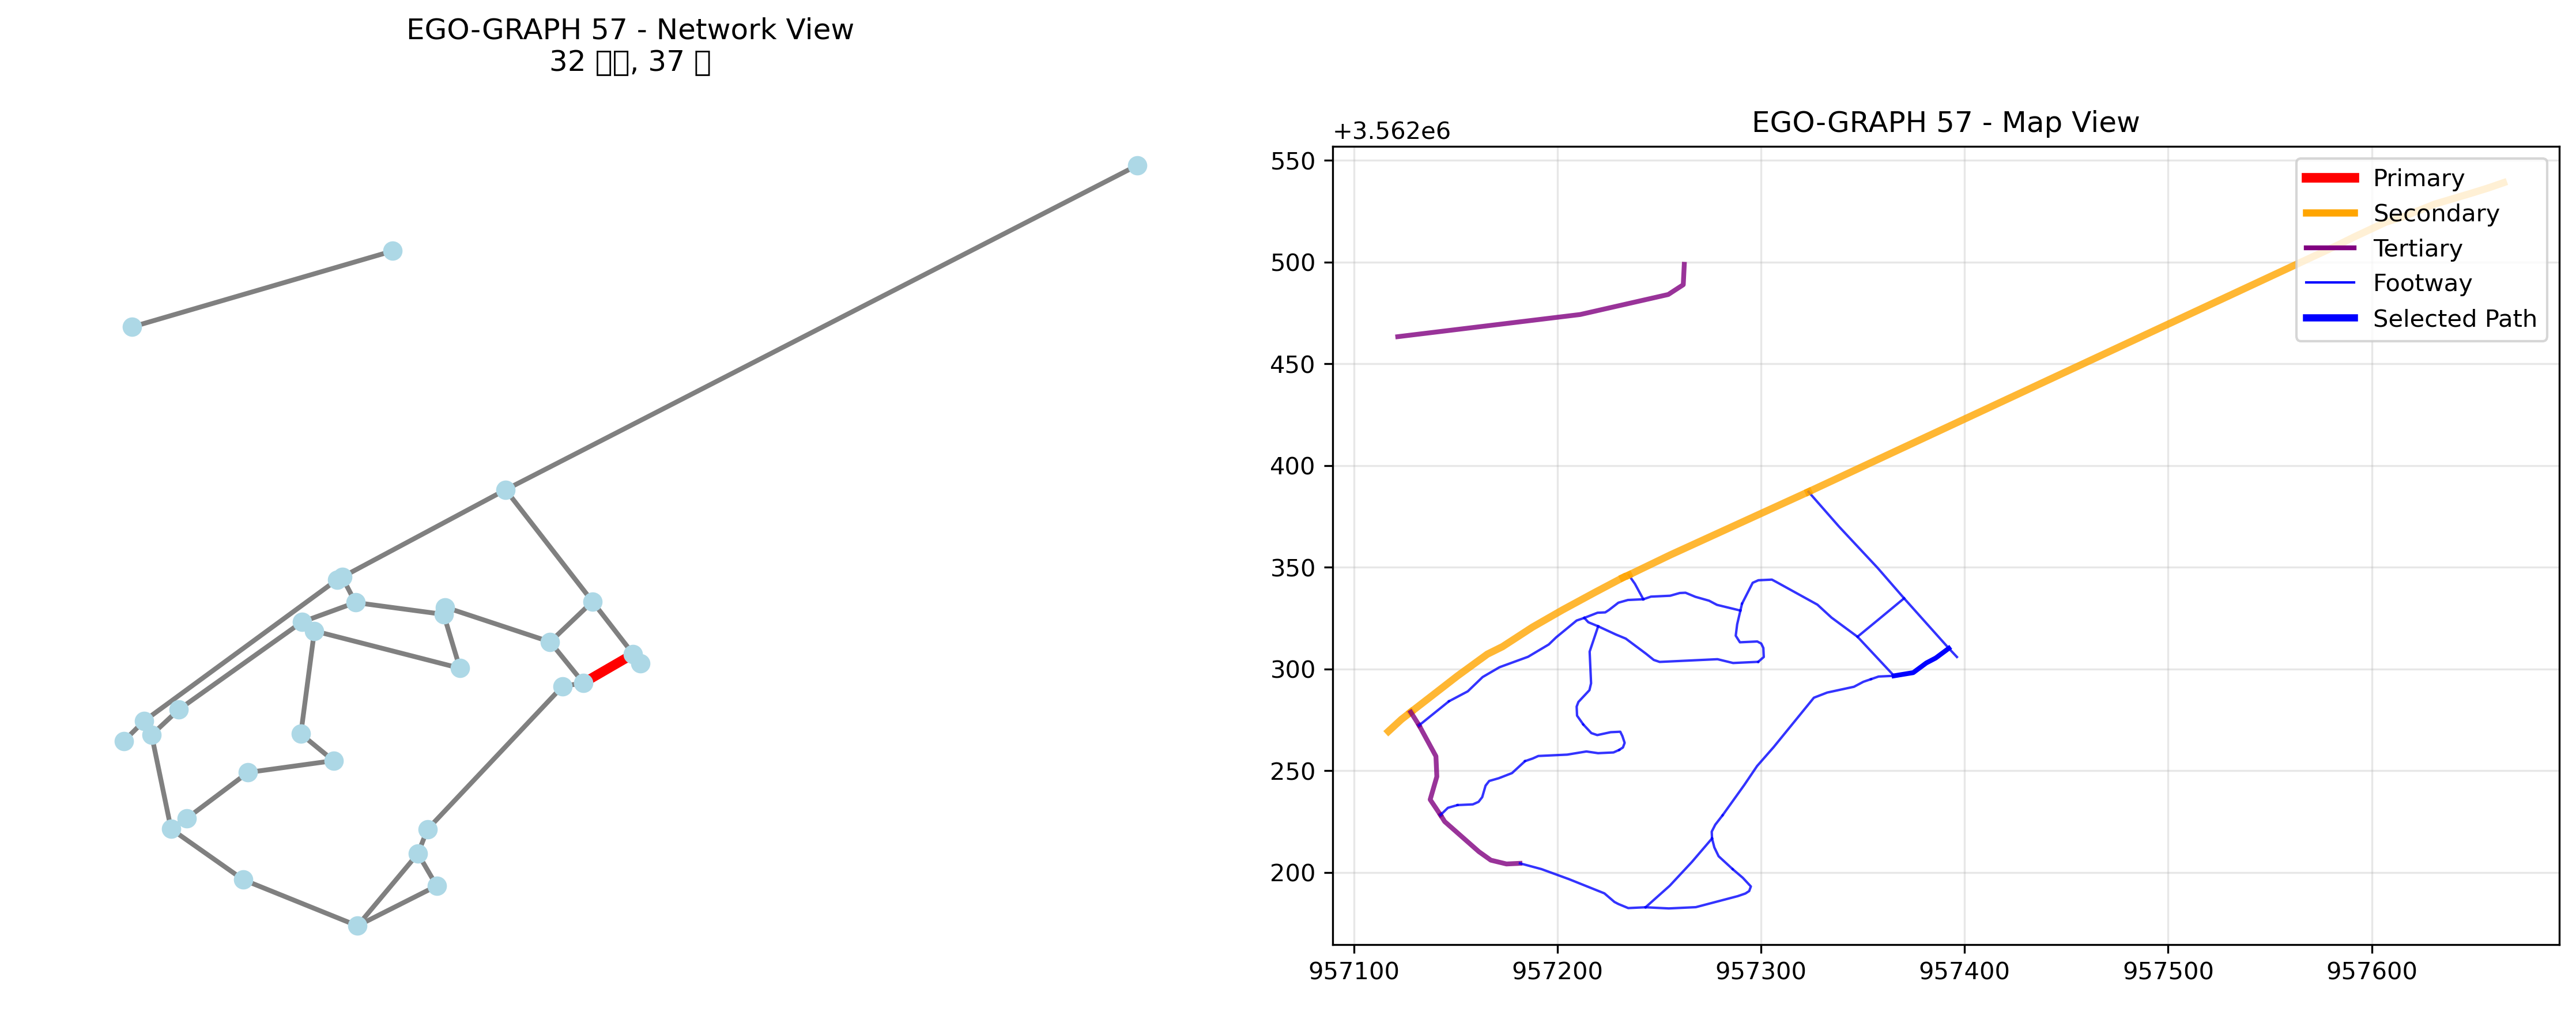 EGO-GRAPH 57 - Network View
32 , 37
EGO-GRAPH 57 - Map View
+3.562e6
550
500
450
400
350
300
250
200
957100
957200
957300
957400
957500
957600
Primary
Secondary
Tertiary
Footway
Selected Path